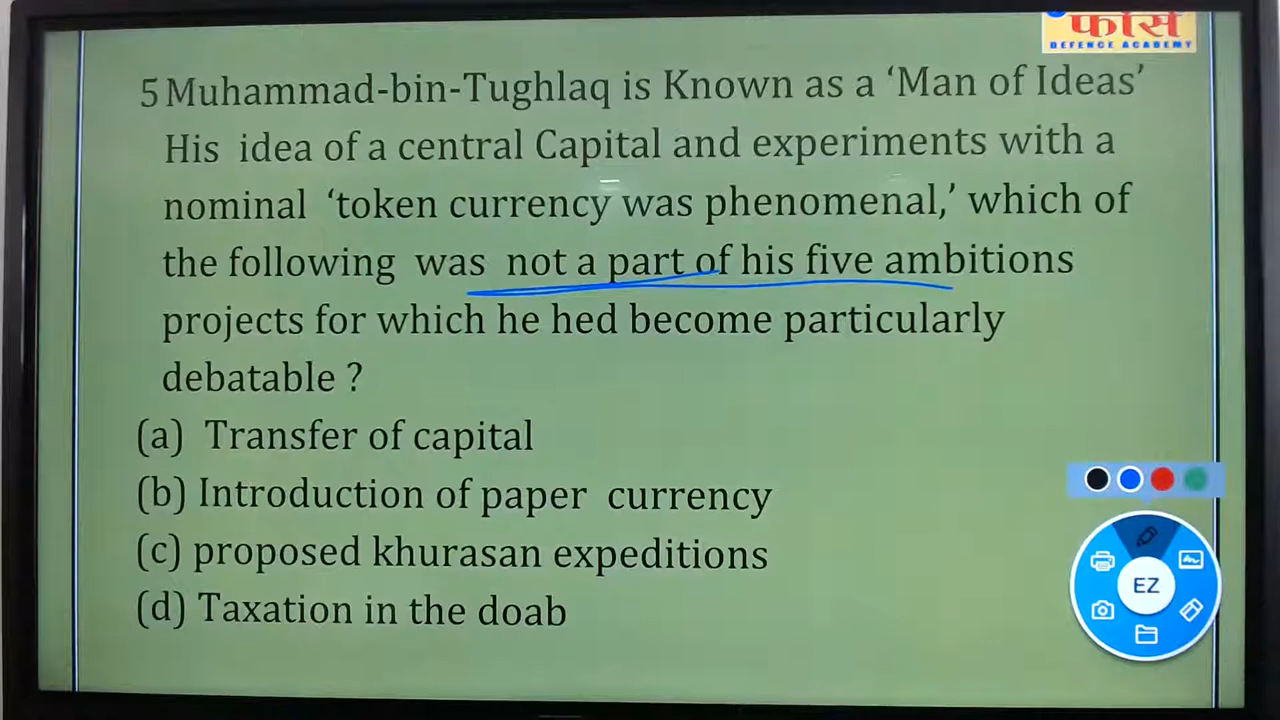 फोर्स
DEFENCE ACADEMY
5 Muhammad-bin-Tughlaq is Known as a ‘Man of Ideas’
His idea of a central Capital and experiments with a
nominal ‘token currency was phenomenal,’ which of
the following was not a part of his five ambitions
projects for which he hed become particularly
debatable ?
(a) Transfer of capital
(b) Introduction of paper currency
(c) proposed khurasan expeditions
(d) Taxation in the doab
EZ